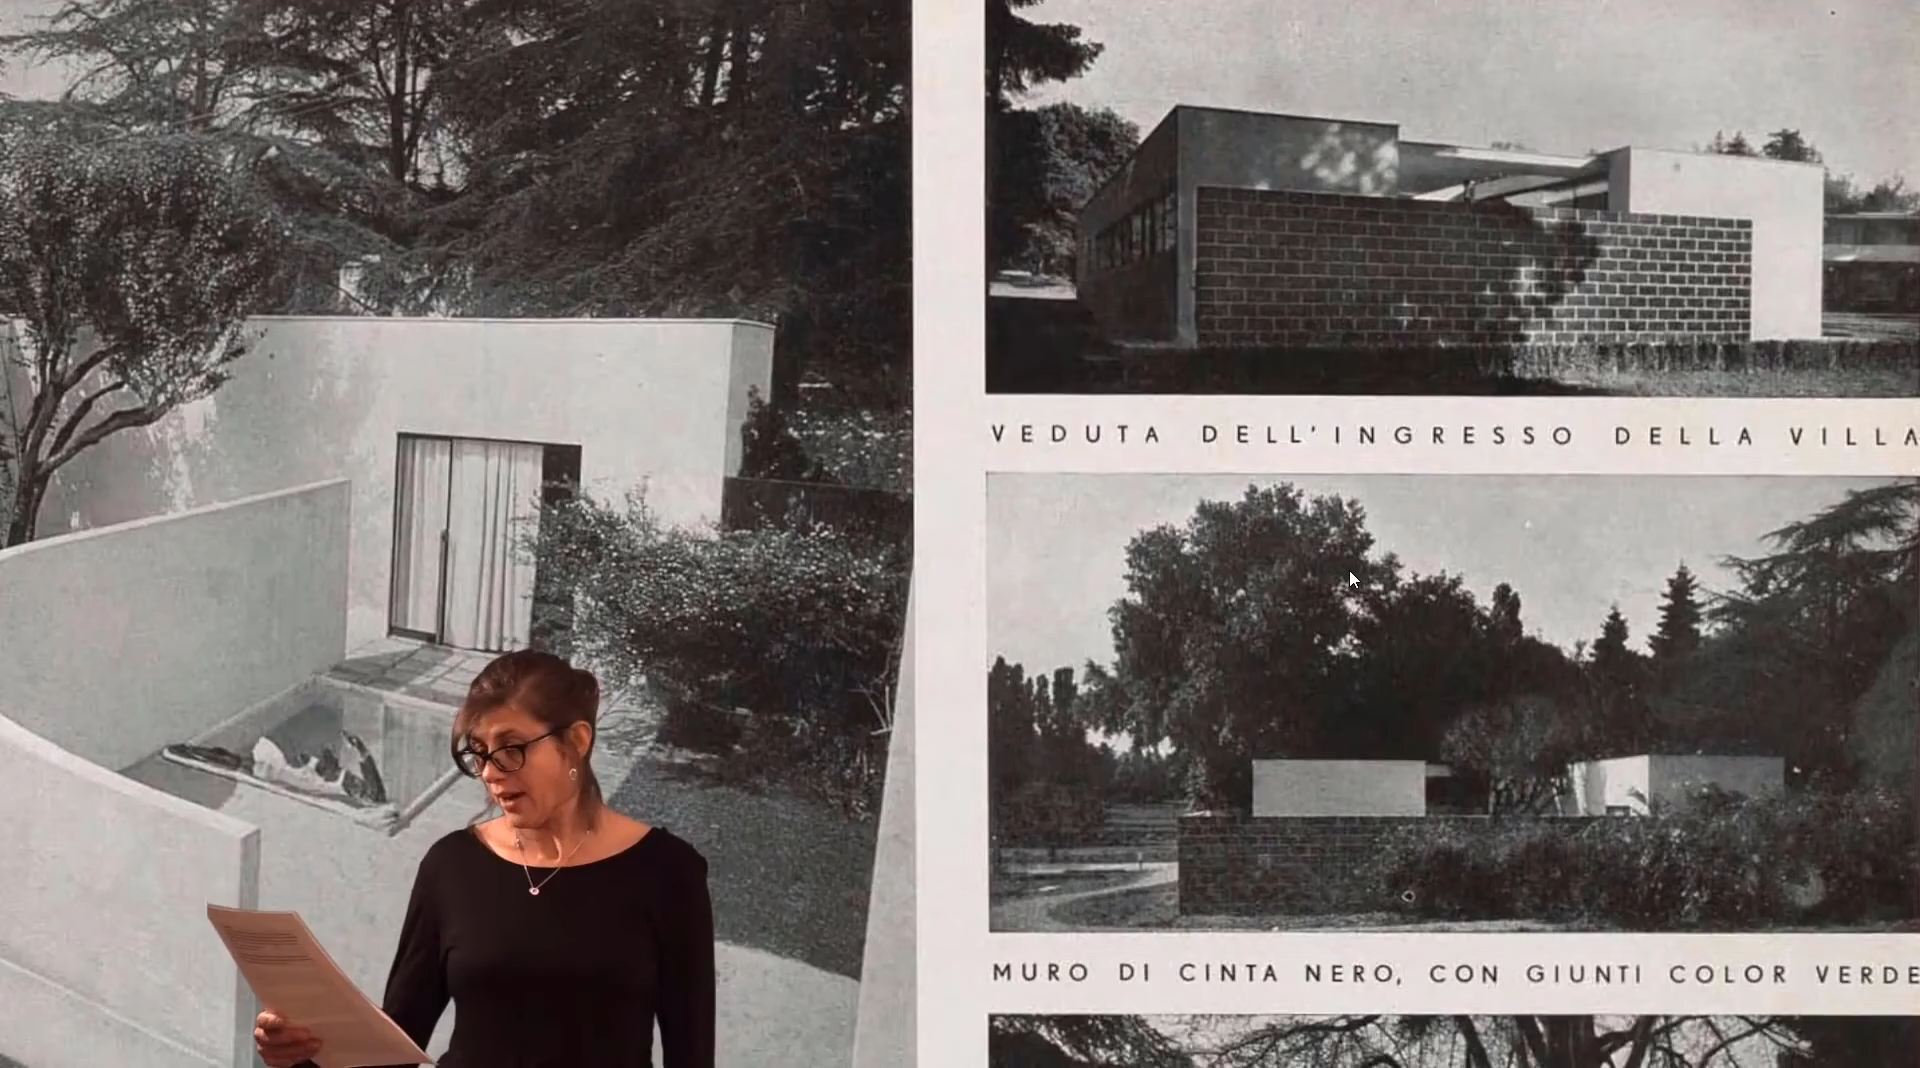 VEDUTA DELL'INGRESSO DELLA VILLA
MURO DI CINTA NERO, CON GIUNTI COLOR VERDE